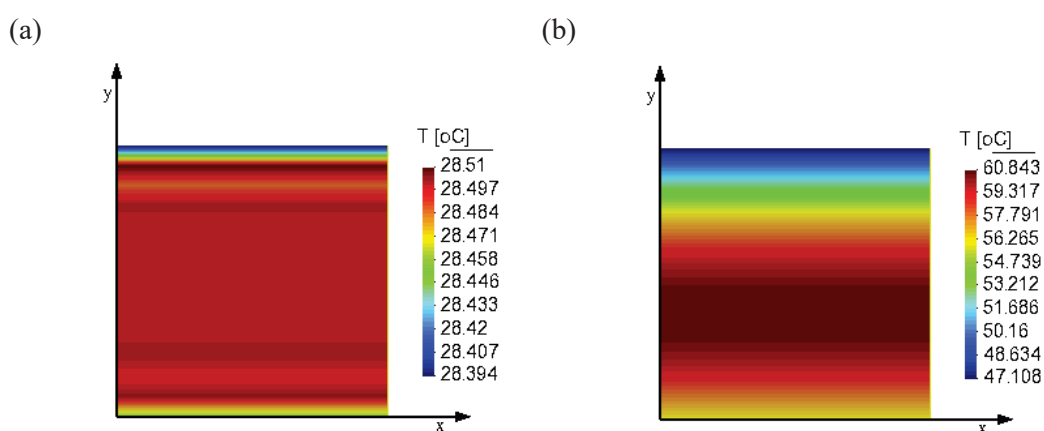 (a)
y
T [oC]
28.51
28.497
28.484
28.471
28.458
28.446
28.433
28.42
28.407
28.394
x
(b)
y
T [oC]
60.843
59.317
57.791
56.265
54.739
53.212
51.686
50.16
48.634
47.108
x